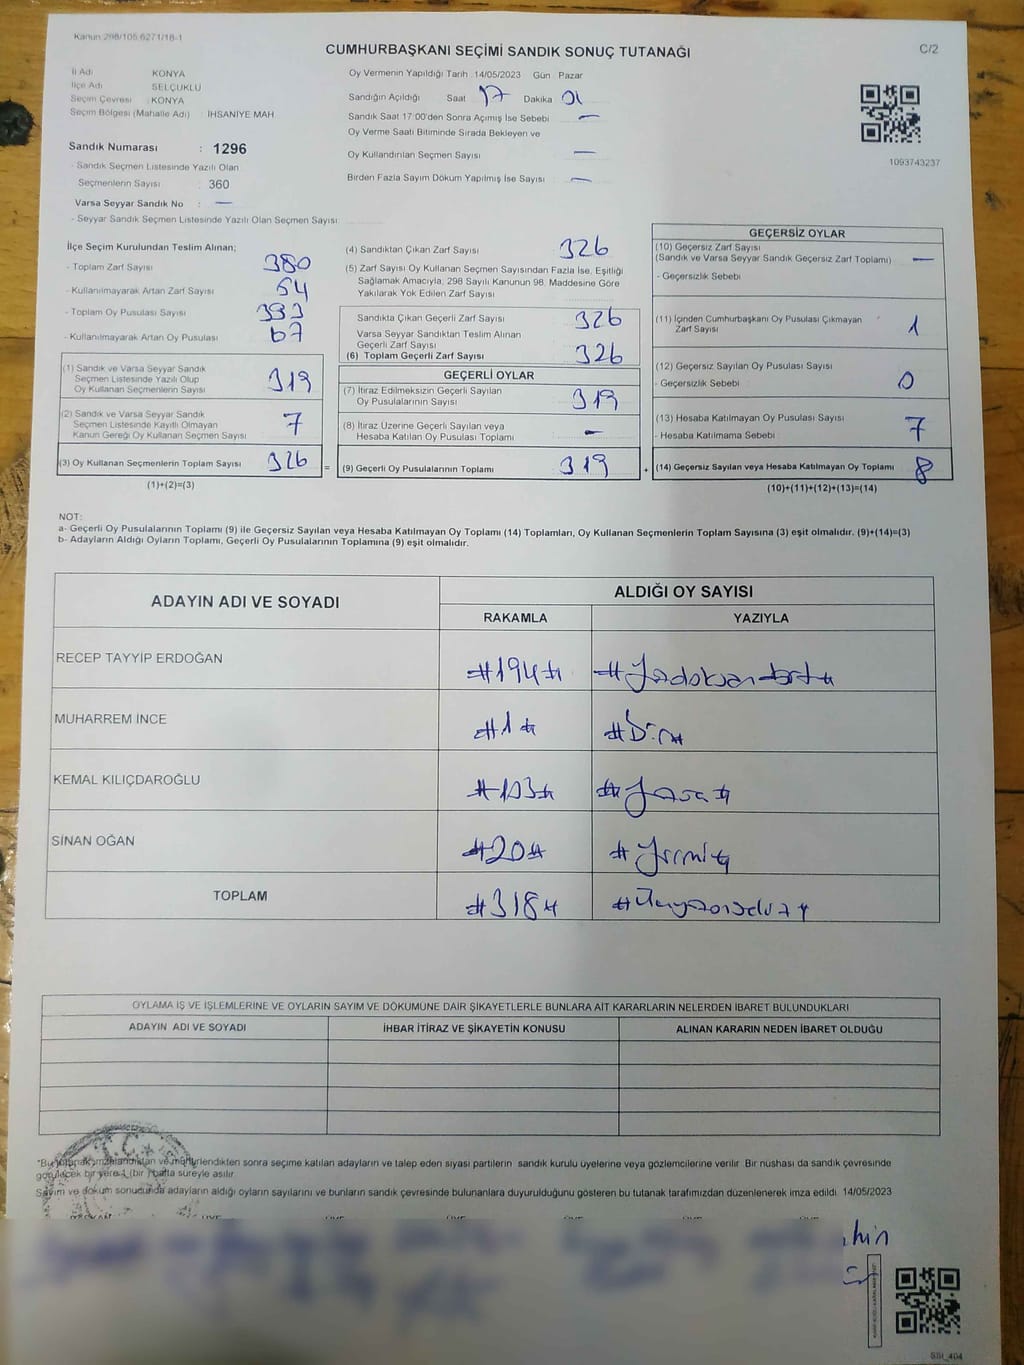 Kanun 298/105 6271/18-1
CUMHURBAŞKANI SEÇİMİ SANDIK SONUÇ TUTANAĞI
C/2
İl Adı KONYA
İlçe Adı SELÇUKLU
Seçim Çevresi : KONYA
Seçim Bölgesi (Mahalle Adı) : İHSANİYE MAH
Sandık Numarası : 1296
- Sandık Seçmen Listesinde Yazılı Olan
Seçmenlerin Sayısı : 360
Varsa Seyyar Sandık No : —
- Seyyar Sandık Seçmen Listesinde Yazılı Olan Seçmen Sayısı:
Oy Vermenin Yapıldığı Tarih :14/05/2023 Gün Pazar
Sandığın Açıldığı Saat 17 Dakika 01
Sandık Saat 17:00'den Sonra Açılmış İse Sebebi —
Oy Verme Saati Bitiminde Sırada Bekleyen ve
Oy Kullandırılan Seçmen Sayısı —
Birden Fazla Sayım Döküm Yapılmış İse Sayısı —
1093743237
İlçe Seçim Kurulundan Teslim Alınan;
- Toplam Zarf Sayısı 380
- Kullanılmayarak Artan Zarf Sayısı 54
- Toplam Oy Pusulası Sayısı 393
- Kullanılmayarak Artan Oy Pusulası 67
(1) Sandık ve Varsa Seyyar Sandık
Seçmen Listesinde Yazılı Olup
Oy Kullanan Seçmenlerin Sayısı 319
(2) Sandık ve Varsa Seyyar Sandık
Seçmen Listesinde Kayıtlı Olmayan
Kanun Gereği Oy Kullanan Seçmen Sayısı 7
(3) Oy Kullanan Seçmenlerin Toplam Sayısı 326
(1)+(2)=(3)
(4) Sandıktan Çıkan Zarf Sayısı 326
(5) Zarf Sayısı Oy Kullanan Seçmen Sayısından Fazla İse, Eşitliği
Sağlamak Amacıyla, 298 Sayılı Kanunun 98. Maddesine Göre
Yakılarak Yok Edilen Zarf Sayısı
Sandıkta Çıkan Geçerli Zarf Sayısı 326
Varsa Seyyar Sandıktan Teslim Alınan
Geçerli Zarf Sayısı
(6) Toplam Geçerli Zarf Sayısı 326
GEÇERLİ OYLAR
(7) İtiraz Edilmeksizin Geçerli Sayılan
Oy Pusulalarının Sayısı 319
(8) İtiraz Üzerine Geçerli Sayılan veya
Hesaba Katılan Oy Pusulası Toplamı —
= (9) Geçerli Oy Pusulalarının Toplamı 319
GEÇERSİZ OYLAR
(10) Geçersiz Zarf Sayısı
(Sandık ve Varsa Seyyar Sandık Geçersiz Zarf Toplamı) —
- Geçersizlik Sebebi
(11) İçinden Cumhurbaşkanı Oy Pusulası Çıkmayan
Zarf Sayısı 1
(12) Geçersiz Sayılan Oy Pusulası Sayısı
- Geçersizlik Sebebi 0
(13) Hesaba Katılmayan Oy Pusulası Sayısı
- Hesaba Katılmama Sebebi 7
+ (14) Geçersiz Sayılan veya Hesaba Katılmayan Oy Toplamı 8
(10)+(11)+(12)+(13)=(14)
NOT:
a- Geçerli Oy Pusulalarının Toplamı (9) ile Geçersiz Sayılan veya Hesaba Katılmayan Oy Toplamı (14) Toplamları, Oy Kullanan Seçmenlerin Toplam Sayısına (3) eşit olmalıdır. (9)+(14)=(3)
b- Adayların Aldığı Oyların Toplamı, Geçerli Oy Pusulalarının Toplamına (9) eşit olmalıdır.
ADAYIN ADI VE SOYADI ALDIĞI OY SAYISI
RAKAMLA YAZIYLA
RECEP TAYYİP ERDOĞAN #194#
MUHARREM İNCE #1# #Bir#
KEMAL KILIÇDAROĞLU #103#
SİNAN OĞAN #20# #Yirmi#
TOPLAM #318#
OYLAMA İŞ VE İŞLEMLERİNE VE OYLARIN SAYIM VE DÖKÜMÜNE DAİR ŞİKAYETLERLE BUNLARA AİT KARARLARIN NELERDEN İBARET BULUNDUKLARI
ADAYIN ADI VE SOYADI İHBAR İTİRAZ VE ŞİKAYETİN KONUSU ALINAN KARARIN NEDEN İBARET OLDUĞU
T.C.
*Bu tutanak imzalandıktan ve mühürlendikten sonra seçime katılan adayların ve talep eden siyasi partilerin sandık kurulu üyelerine veya gözlemcilerine verilir. Bir nüshası da sandık çevresinde
görülecek bir yere 1 (bir) hafta süreyle asılır.
Sayım ve döküm sonucunda adayların aldığı oyların sayılarını ve bunların sandık çevresinde bulunanlara duyurulduğunu gösteren bu tutanak tarafımızdan düzenlenerek imza edildi. 14/05/2023